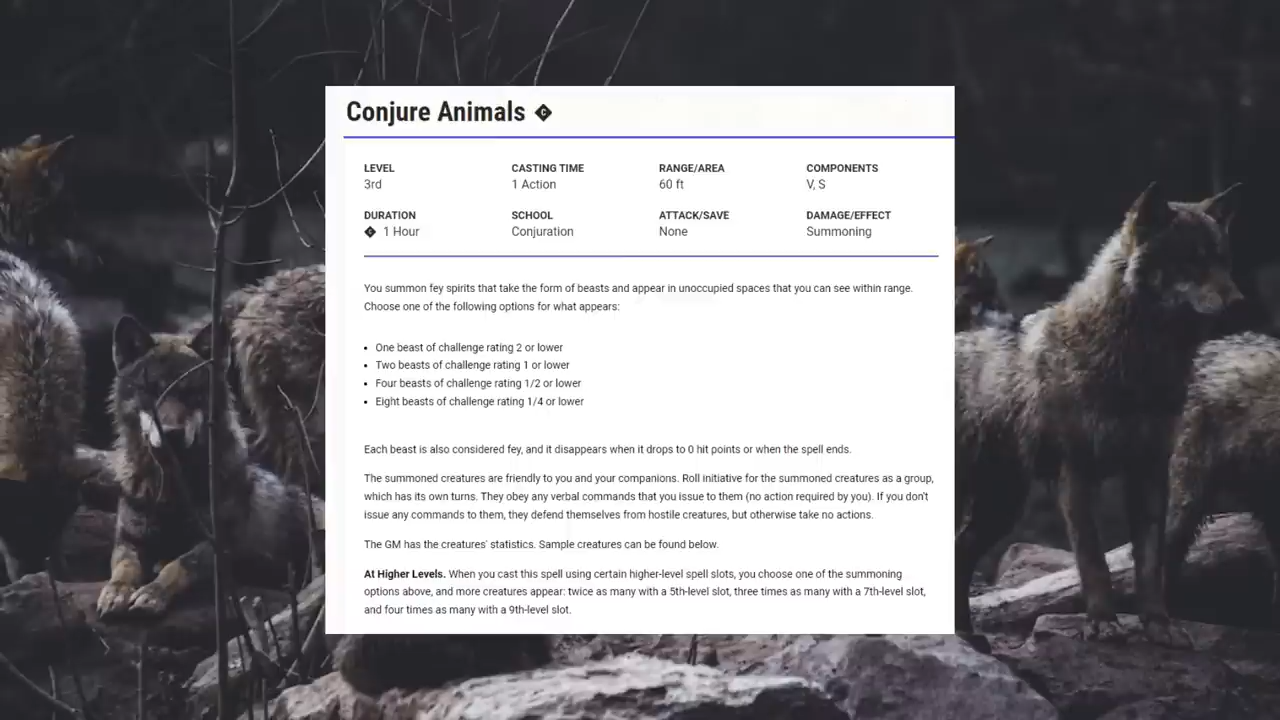 Conjure Animals C
LEVEL CASTING TIME RANGE/AREA COMPONENTS
3rd 1 Action 60 ft V, S
DURATION SCHOOL ATTACK/SAVE DAMAGE/EFFECT
C 1 Hour Conjuration None Summoning
You summon fey spirits that take the form of beasts and appear in unoccupied spaces that you can see within range.
Choose one of the following options for what appears:
• One beast of challenge rating 2 or lower
• Two beasts of challenge rating 1 or lower
• Four beasts of challenge rating 1/2 or lower
• Eight beasts of challenge rating 1/4 or lower
Each beast is also considered fey, and it disappears when it drops to 0 hit points or when the spell ends.
The summoned creatures are friendly to you and your companions. Roll initiative for the summoned creatures as a group,
which has its own turns. They obey any verbal commands that you issue to them (no action required by you). If you don't
issue any commands to them, they defend themselves from hostile creatures, but otherwise take no actions.
The GM has the creatures' statistics. Sample creatures can be found below.
At Higher Levels. When you cast this spell using certain higher-level spell slots, you choose one of the summoning
options above, and more creatures appear: twice as many with a 5th-level slot, three times as many with a 7th-level slot,
and four times as many with a 9th-level slot.